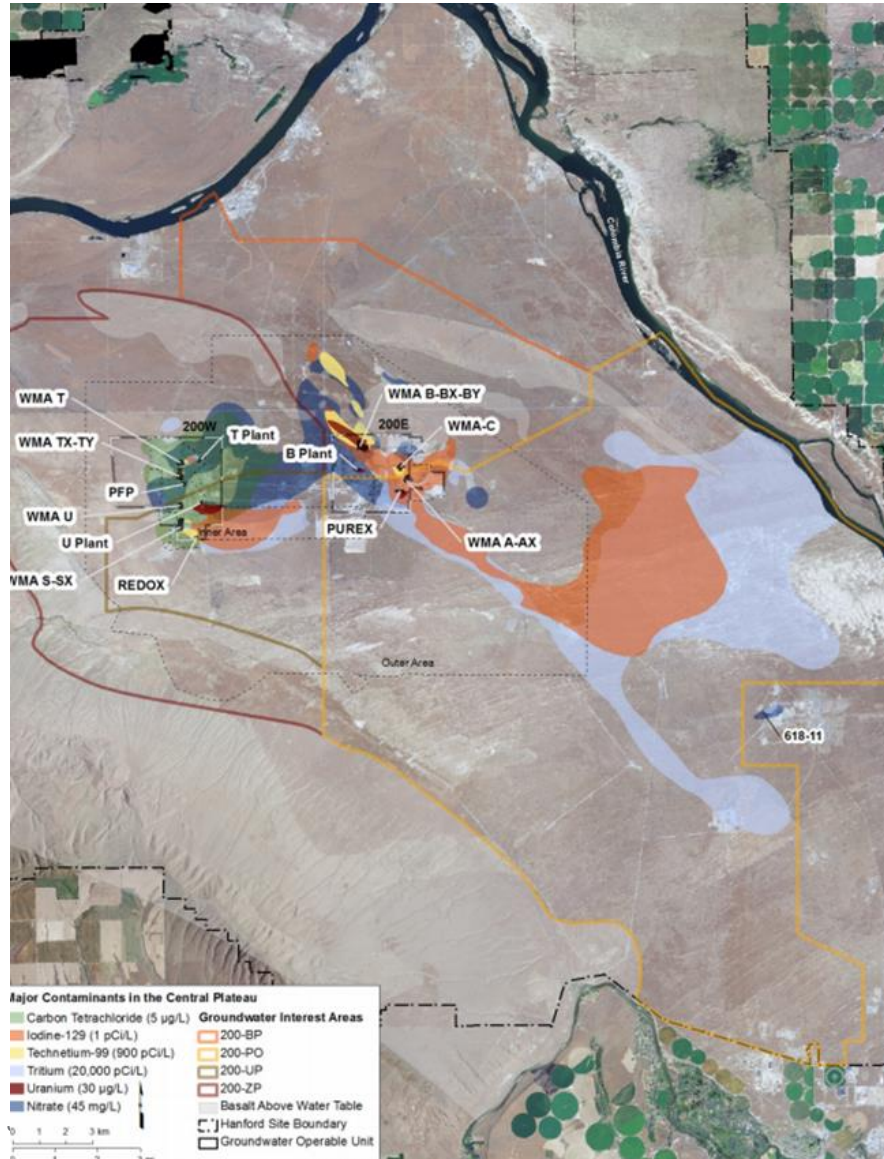 Columbia River
WMA T
WMA B-BX-BY
200W
200E
WMA-C
WMA TX-TY
T Plant
B Plant
PFP
WMA U
PUREX
WMA A-AX
U Plant
Inner Area
WMA S-SX
REDOX
Outer Area
618-11
Major Contaminants in the Central Plateau
Carbon Tetrachloride (5 µg/L)
Iodine-129 (1 pCi/L)
Technetium-99 (900 pCi/L)
Tritium (20,000 pCi/L)
Uranium (30 µg/L)
Nitrate (45 mg/L)
Groundwater Interest Areas
200-BP
200-PO
200-UP
200-ZP
Basalt Above Water Table
Hanford Site Boundary
Groundwater Operable Unit
0 1 2 3 km